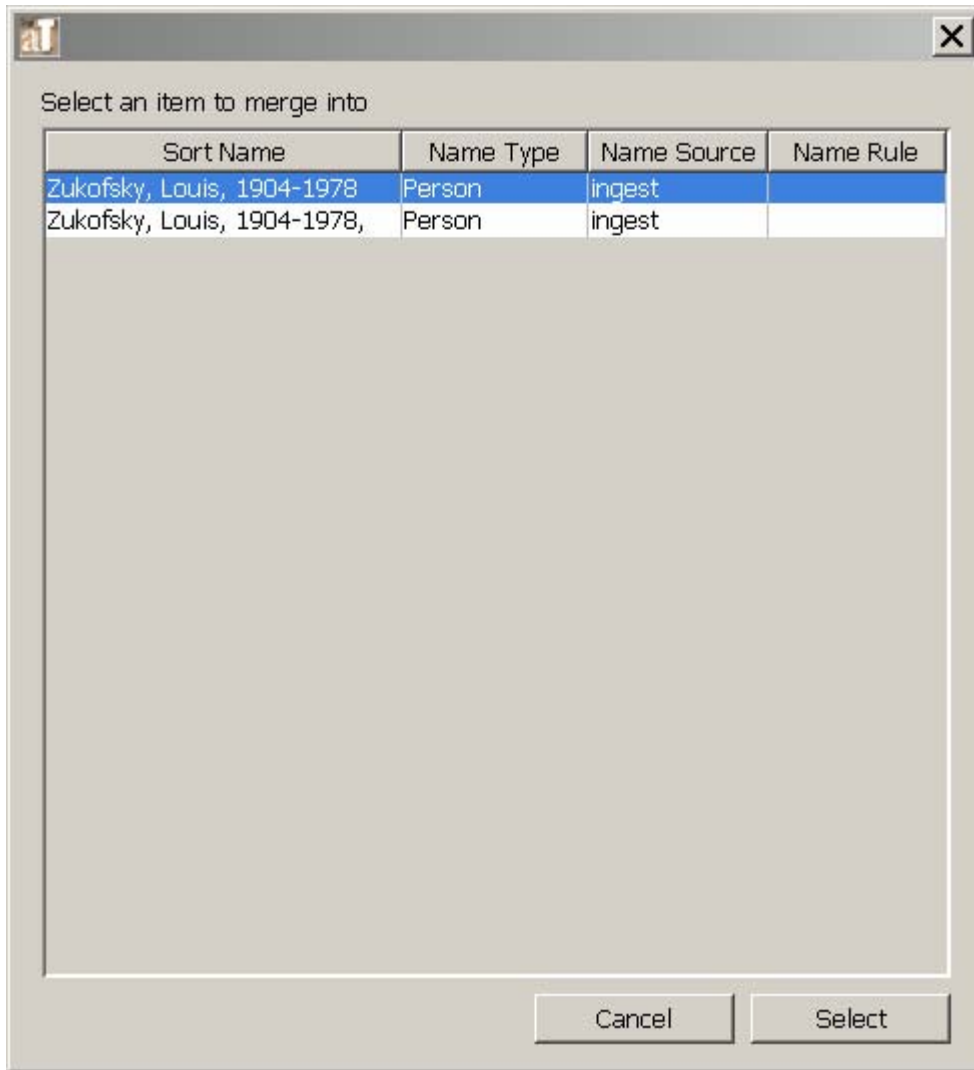 aT
Select an item to merge into
Sort Name Name Type Name Source Name Rule
Zukofsky, Louis, 1904-1978 Person ingest
Zukofsky, Louis, 1904-1978, Person ingest
Cancel Select